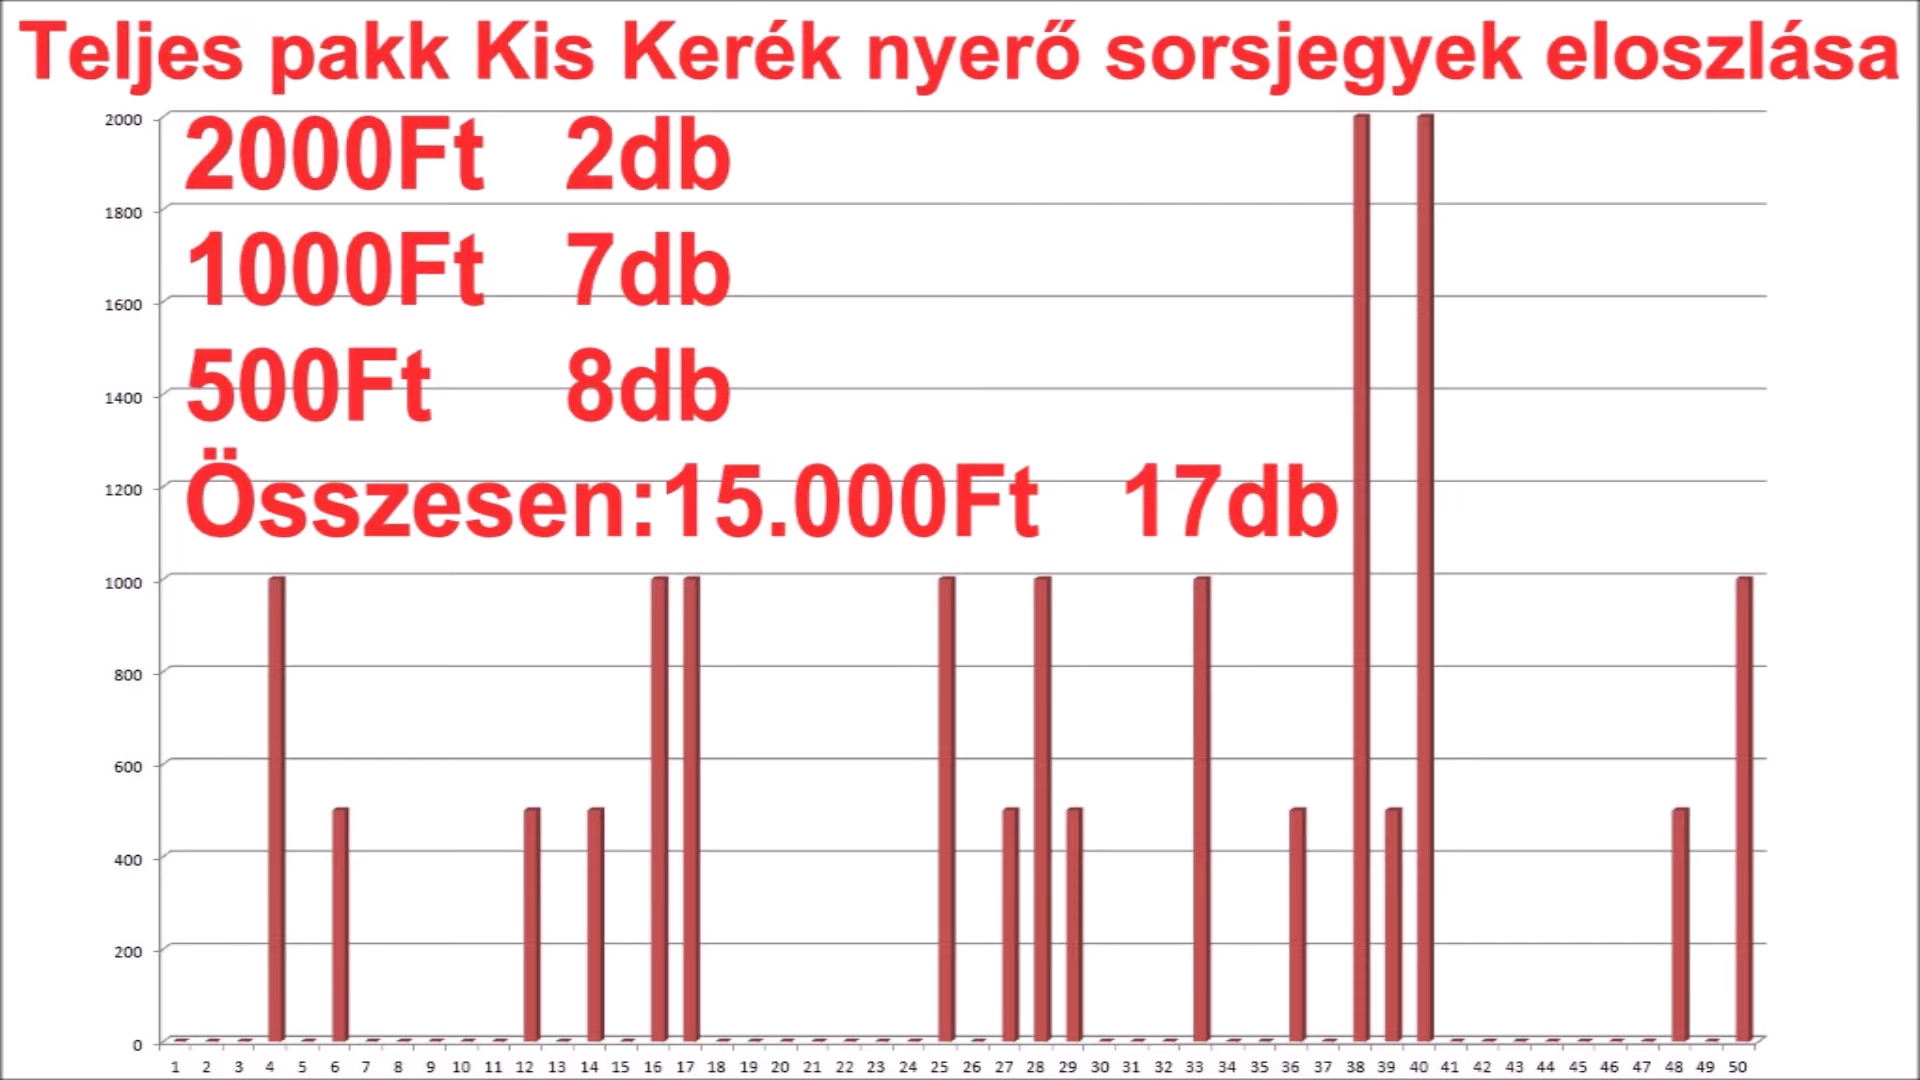 Teljes pakk Kis Kerék nyerő sorsjegyek eloszlása
2000Ft 2db
1000Ft 7db
500Ft 8db
Összesen:15.000Ft 17db
2000
1800
1600
1400
1200
1000
800
600
400
200
0
1 2 3 4 5 6 7 8 9 10 11 12 13 14 15 16 17 18 19 20 21 22 23 24 25 26 27 28 29 30 31 32 33 34 35 36 37 38 39 40 41 42 43 44 45 46 47 48 49 50